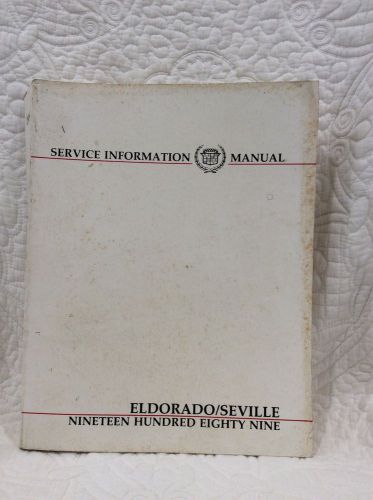 SERVICE INFORMATION MANUAL
ELDORADO/SEVILLE
NINETEEN HUNDRED EIGHTY NINE